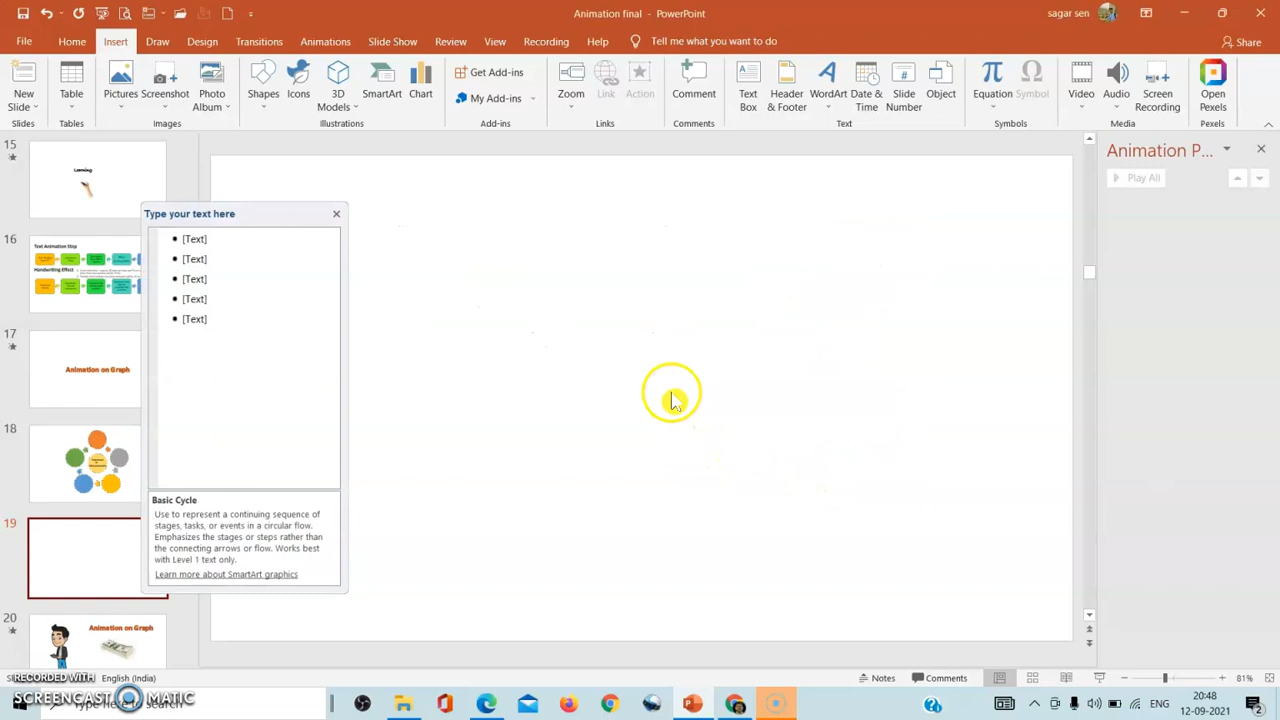 Animation final - PowerPoint
sagar sen
File Home Insert Draw Design Transitions Animations Slide Show Review View Recording Help Tell me what you want to do Share
New Slide Table Pictures Screenshot Photo Album Shapes Icons 3D Models SmartArt Chart Get Add-ins My Add-ins Zoom Link Action Comment Text Box Header & Footer WordArt Date & Time Slide Number Object Equation Symbol Video Audio Screen Recording Open Pexels
Slides Tables Images Illustrations Add-ins Links Comments Text Symbols Media Pexels
15
Learning
16
Text Animation Step
Handwriting Effect
17
Animation on Graph
18
19
20
Animation on Graph
Type your text here
[Text]
[Text]
[Text]
[Text]
[Text]
Basic Cycle
Use to represent a continuing sequence of
stages, tasks, or events in a circular flow.
Emphasizes the stages or steps rather than
the connecting arrows or flow. Works best
with Level 1 text only.
Learn more about SmartArt graphics
Animation P...
Play All
English (India)
Notes Comments 81%
RECORDED WITH
SCREENCAST MATIC
ENG
20:48
12-09-2021
2